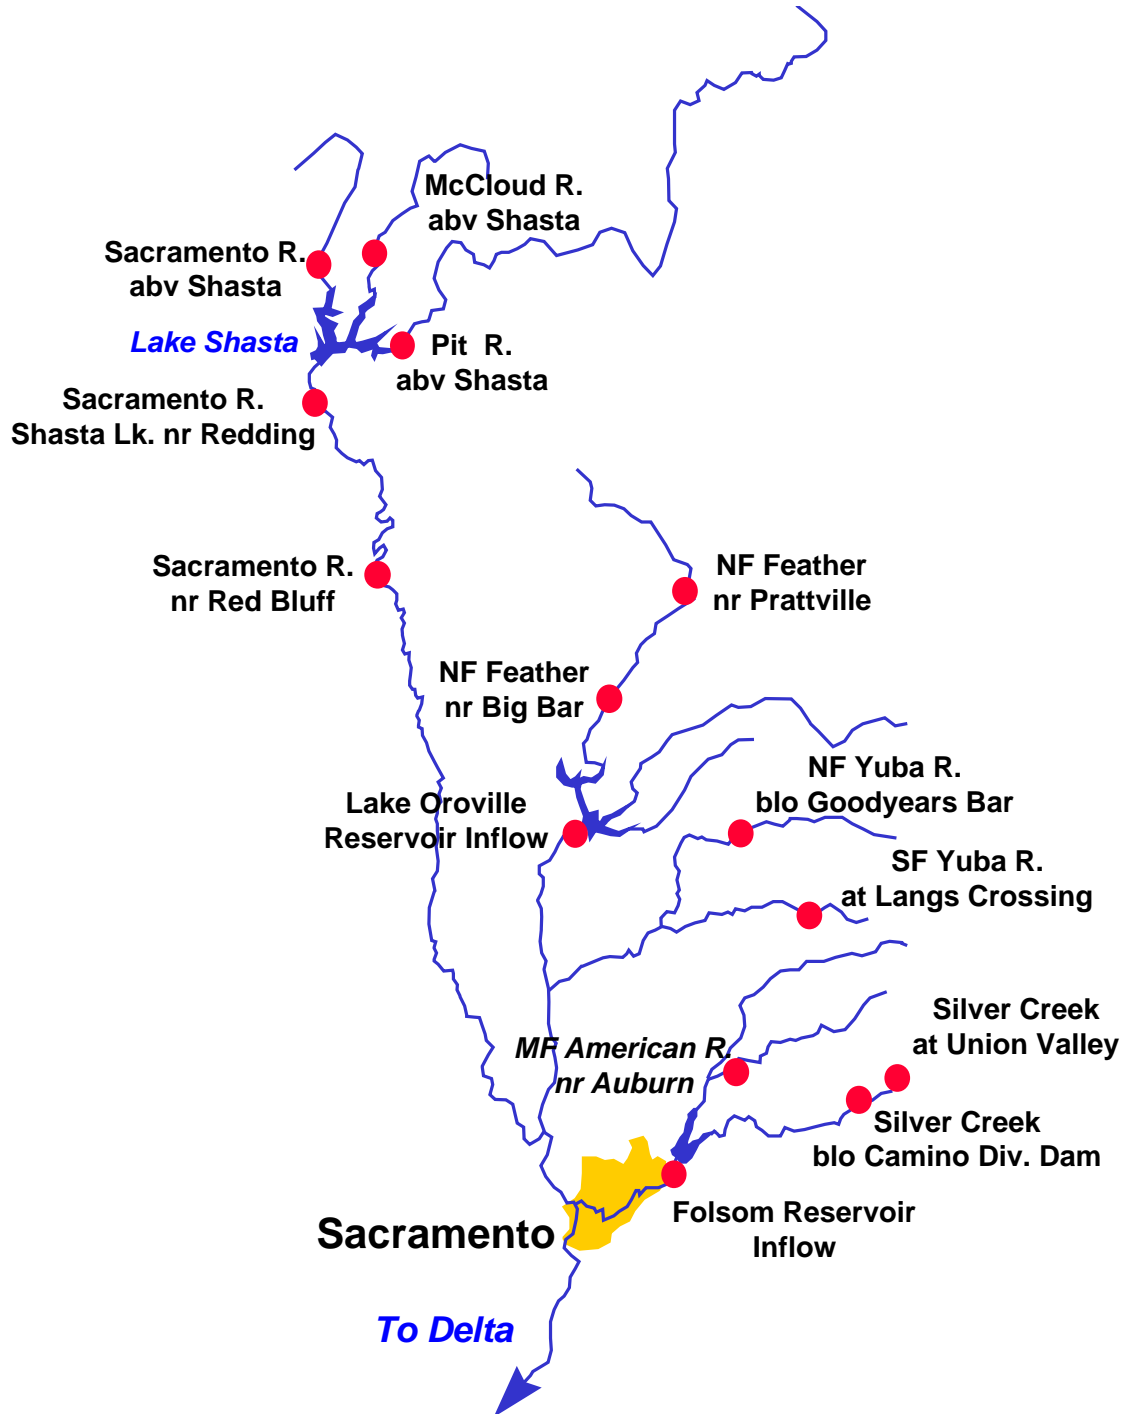 McCloud R.
abv Shasta
Sacramento R.
abv Shasta
Lake Shasta
Pit R.
abv Shasta
Sacramento R.
Shasta Lk. nr Redding
Sacramento R.
nr Red Bluff
NF Feather
nr Prattville
NF Feather
nr Big Bar
NF Yuba R.
blo Goodyears Bar
Lake Oroville
Reservoir Inflow
SF Yuba R.
at Langs Crossing
Silver Creek
at Union Valley
MF American R.
nr Auburn
Silver Creek
blo Camino Div. Dam
Folsom Reservoir
Inflow
Sacramento
To Delta